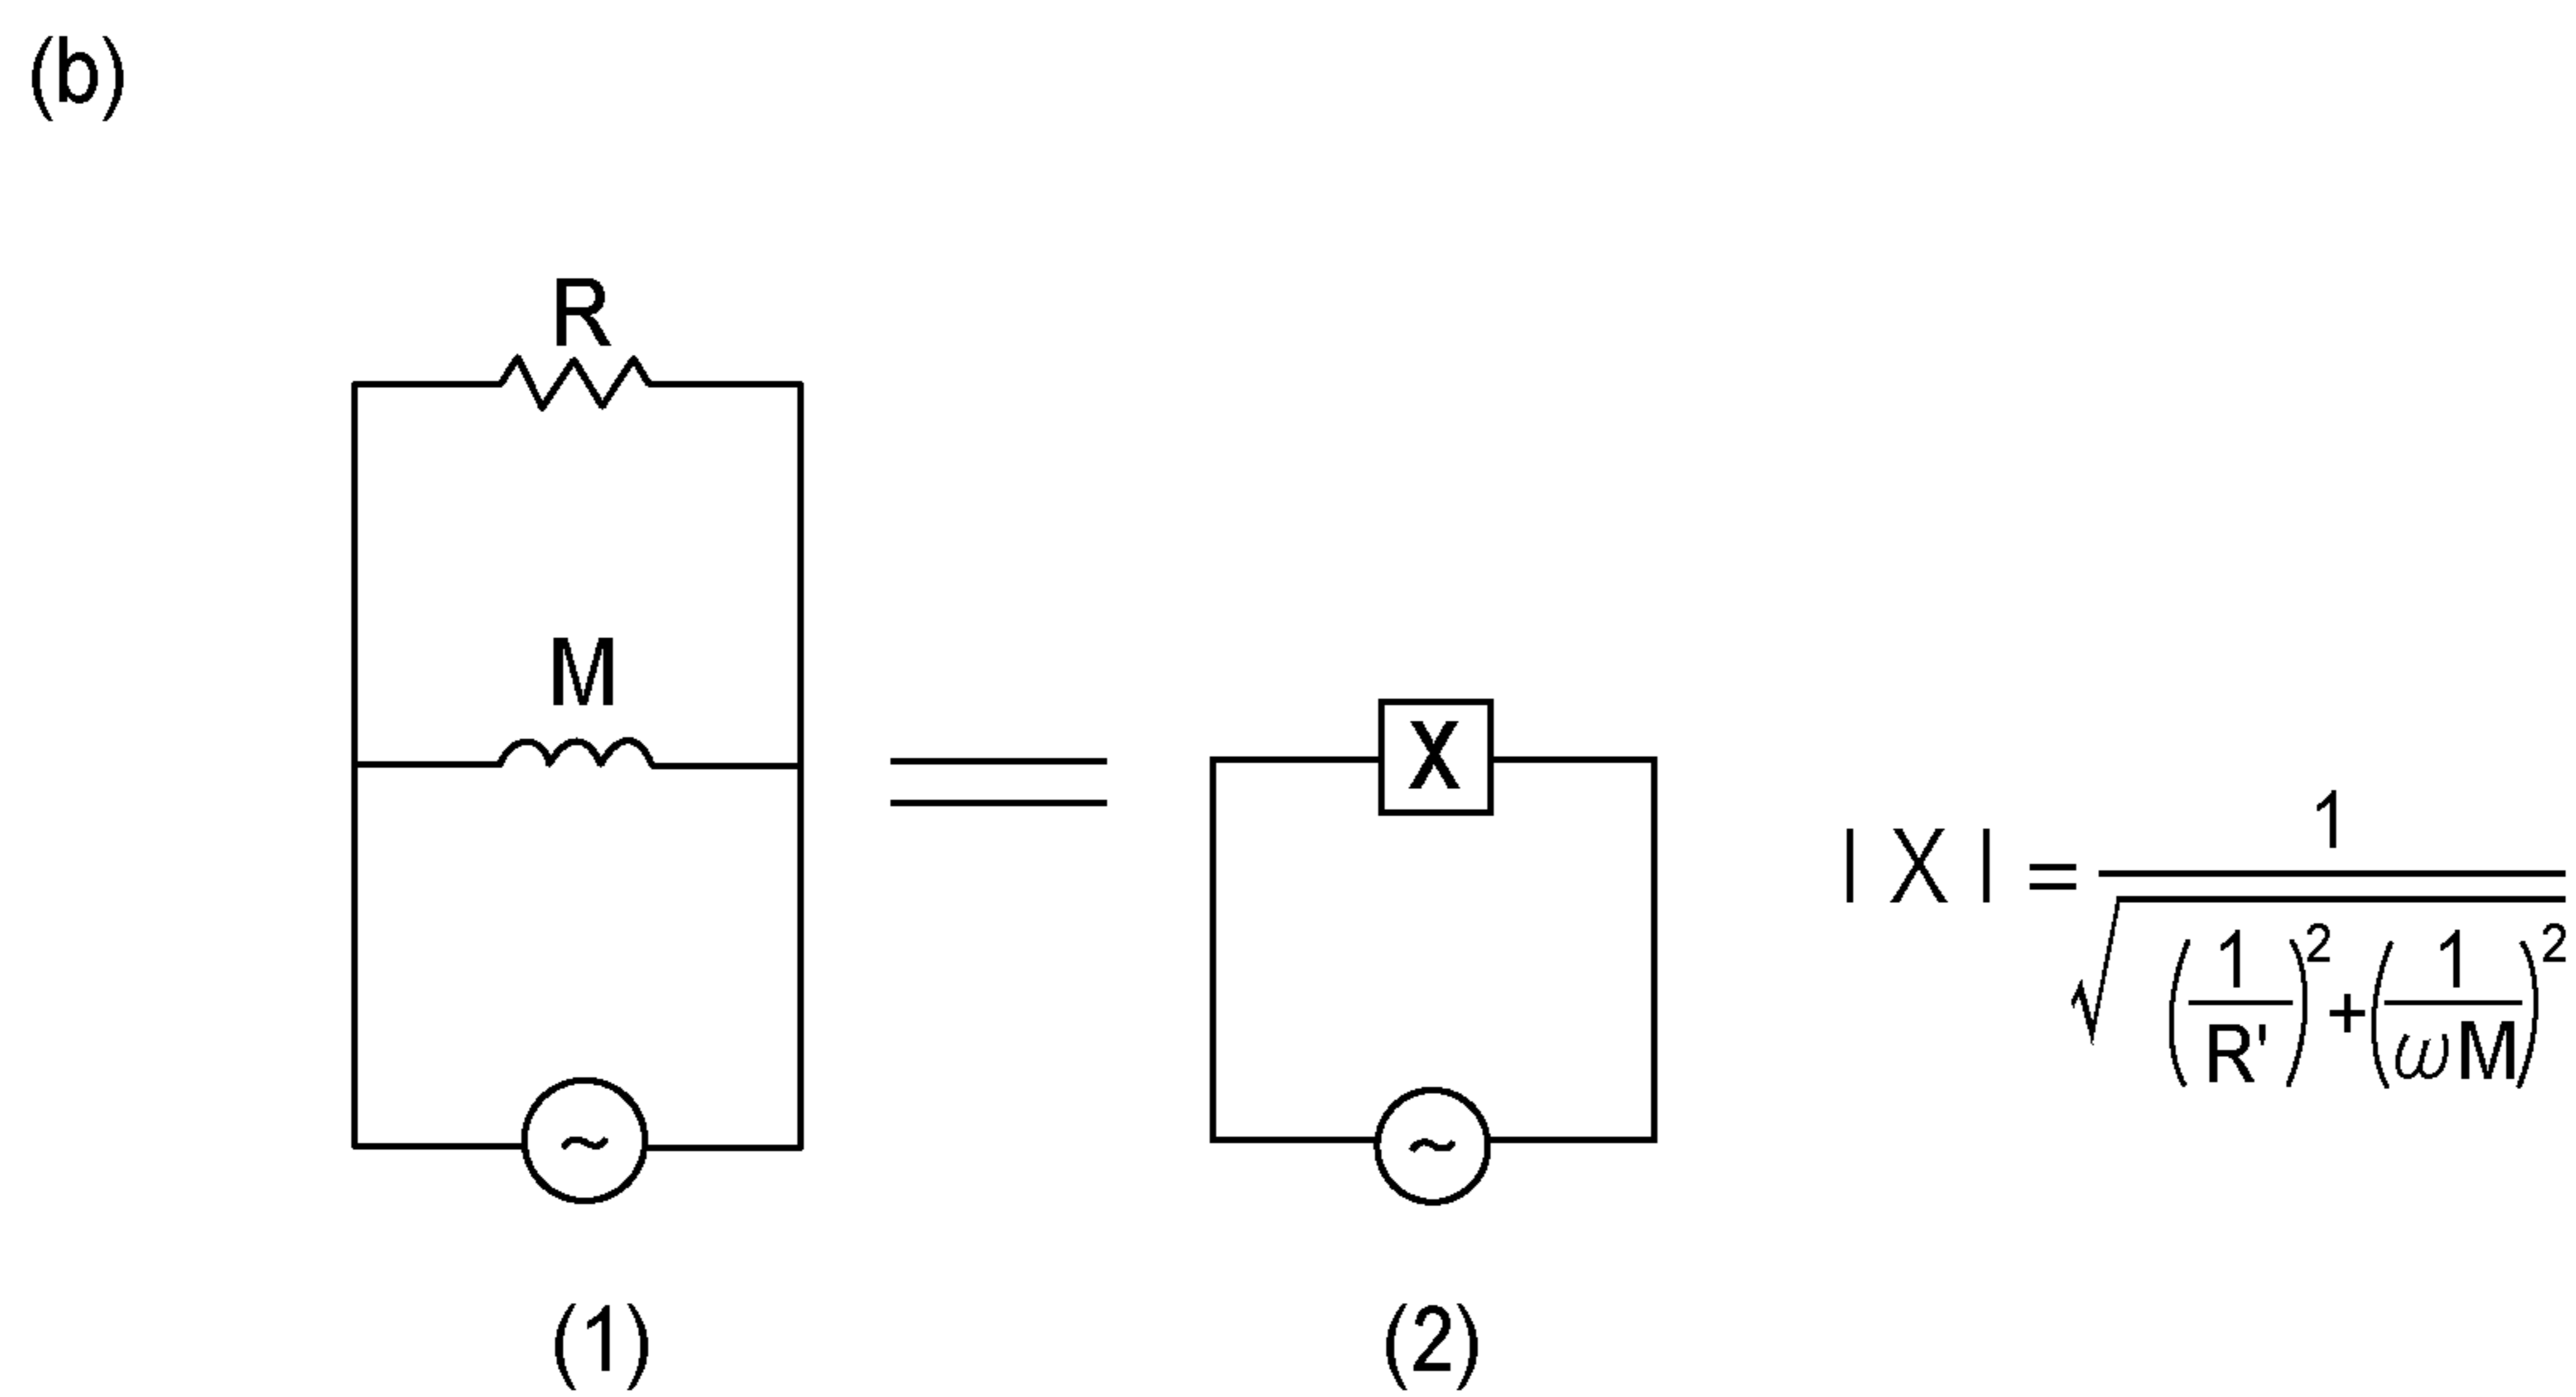 (b)
R
M
X
| X | = 1 / √((1/R')² + (1/ωM)²)
~
~
(1)
(2)